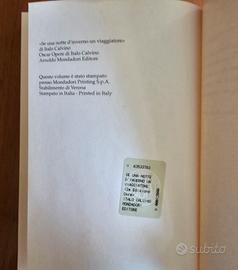 «Se una notte d'inverno un viaggiatore»
di Italo Calvino
Oscar Opere di Italo Calvino
Arnoldo Mondadori Editore
Questo volume è stato stampato
presso Mondadori Printing S.p.A.
Stabilimento di Verona
Stampato in Italia - Printed in Italy
SE UNA NOTTE
D'INVERNO UN
VIAGGIATORE
ITALO CALVINO
MONDADORI
EDITORE
subito